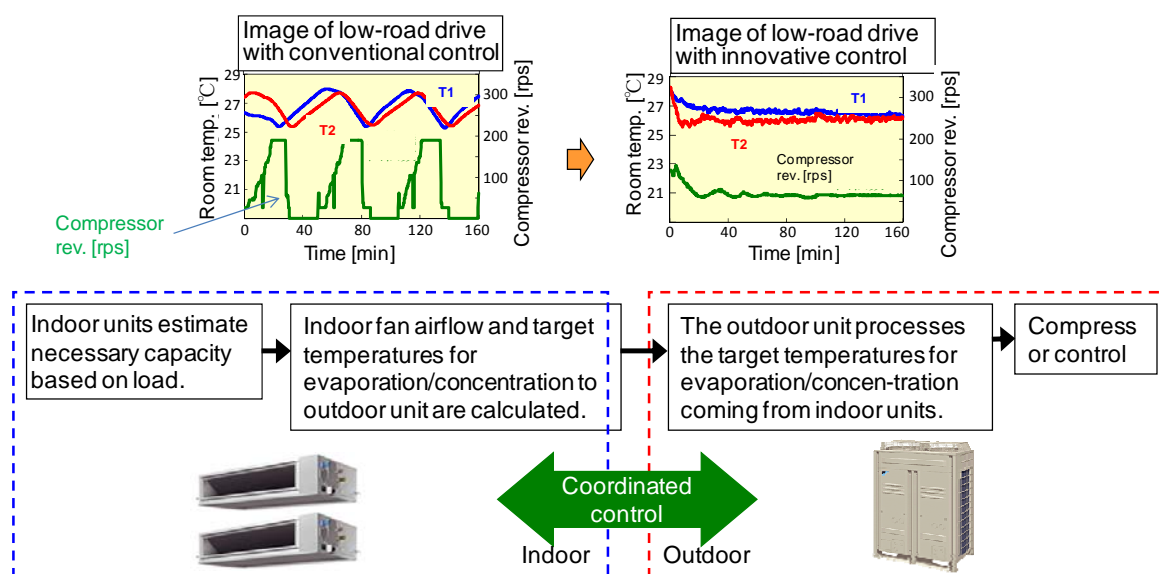 Image of low-road drive
with conventional control
Image of low-road drive
with innovative control
Room temp. [℃]
29
27
25
23
21
T1
T2
300
200
100
Compressor rev. [rps]
0
40
80
120
160
Time [min]
Compressor
rev. [rps]
Room temp. [℃]
29
27
25
23
21
T1
T2
Compressor
rev. [rps]
300
200
100
Compressor rev. [rps]
0
40
80
120
160
Time [min]
Indoor units estimate
necessary capacity
based on load.
Indoor fan airflow and target
temperatures for
evaporation/concentration to
outdoor unit are calculated.
The outdoor unit processes
the target temperatures for
evaporation/concen-tration
coming from indoor units.
Compress
or control
Coordinated
control
Indoor
Outdoor